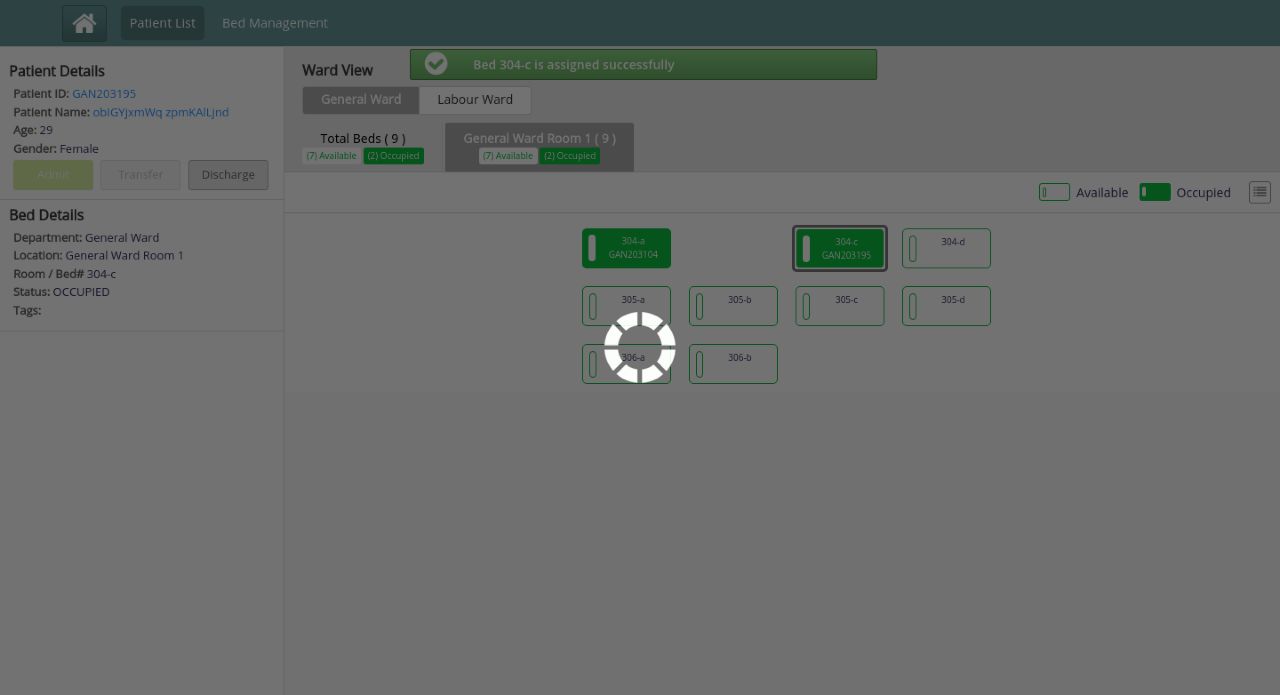 Patient List
Bed Management
Patient Details
Patient ID: GAN203195
Patient Name: obiGYjxmWq zpmKAlLjnd
Age: 29
Gender: Female
Admit
Transfer
Discharge
Bed Details
Department: General Ward
Location: General Ward Room 1
Room / Bed# 304-c
Status: OCCUPIED
Tags:
Ward View
Bed 304-c is assigned successfully
General Ward
Labour Ward
Total Beds ( 9 )
(7) Available
(2) Occupied
General Ward Room 1 ( 9 )
(7) Available
(2) Occupied
Available
Occupied
304-a
GAN203104
304-c
GAN203195
304-d
305-a
305-b
305-c
305-d
306-a
306-b